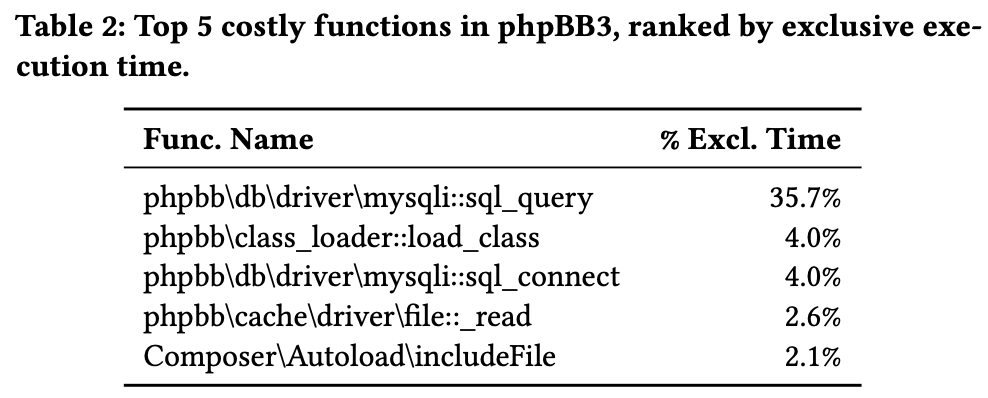 Table 2: Top 5 costly functions in phpBB3, ranked by exclusive exe-
cution time.
Func. Name % Excl. Time
phpbb\db\driver\mysqli::sql_query 35.7%
phpbb\class_loader::load_class 4.0%
phpbb\db\driver\mysqli::sql_connect 4.0%
phpbb\cache\driver\file::_read 2.6%
Composer\Autoload\includeFile 2.1%